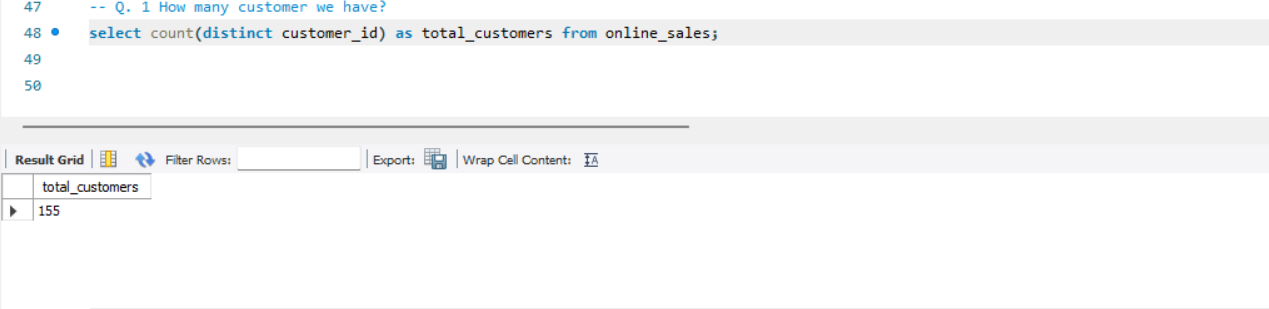 47 -- Q. 1 How many customer we have?
48 select count(distinct customer_id) as total_customers from online_sales;
49
50
Result Grid Filter Rows: Export: Wrap Cell Content: IA
total_customers
155